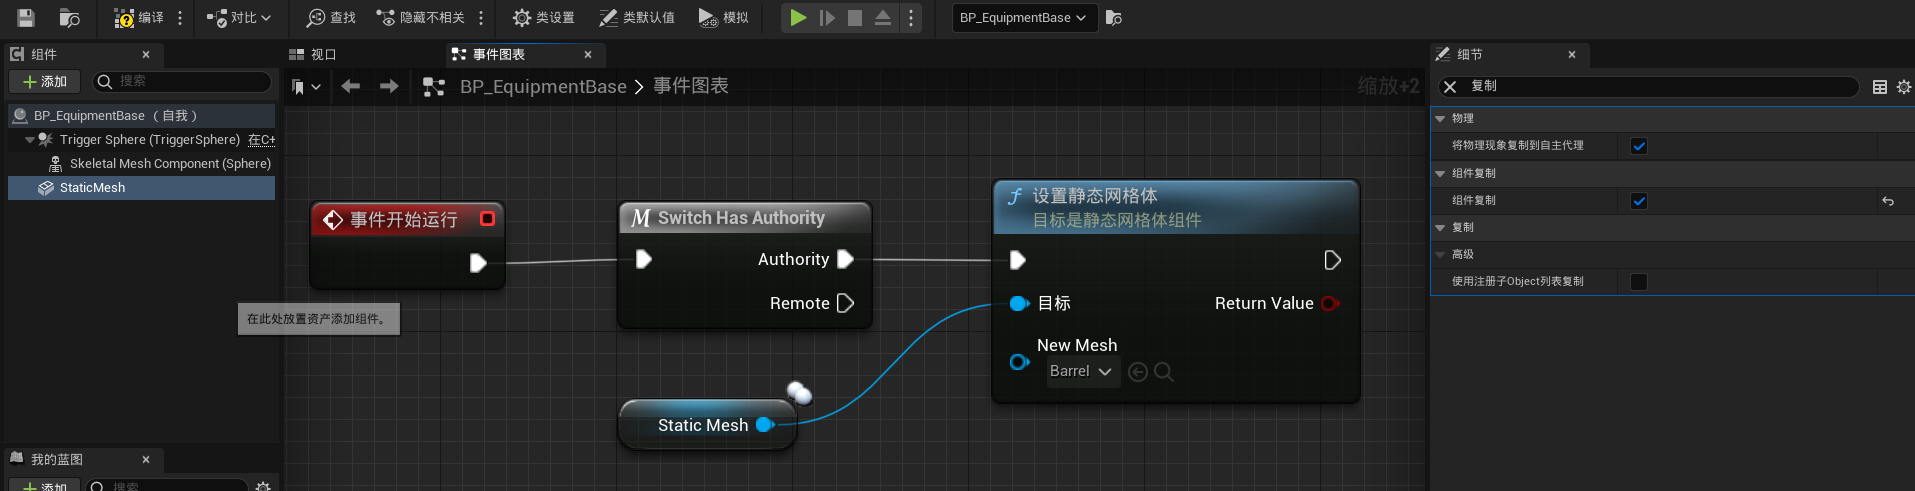 编译
对比
查找
隐藏不相关
类设置
类默认值
模拟
BP_EquipmentBase
组件
添加
搜索
BP_EquipmentBase （自我）
Trigger Sphere (TriggerSphere) 在C+
Skeletal Mesh Component (Sphere)
StaticMesh
我的蓝图
添加
搜索
视口
事件图表
BP_EquipmentBase > 事件图表
缩放+2
事件开始运行
在此处放置资产添加组件。
Switch Has Authority
Authority
Remote
Static Mesh
设置静态网格体
目标是静态网格体组件
目标
Return Value
New Mesh
Barrel
细节
复制
物理
将物理现象复制到自主代理
组件复制
组件复制
复制
高级
使用注册子Object列表复制